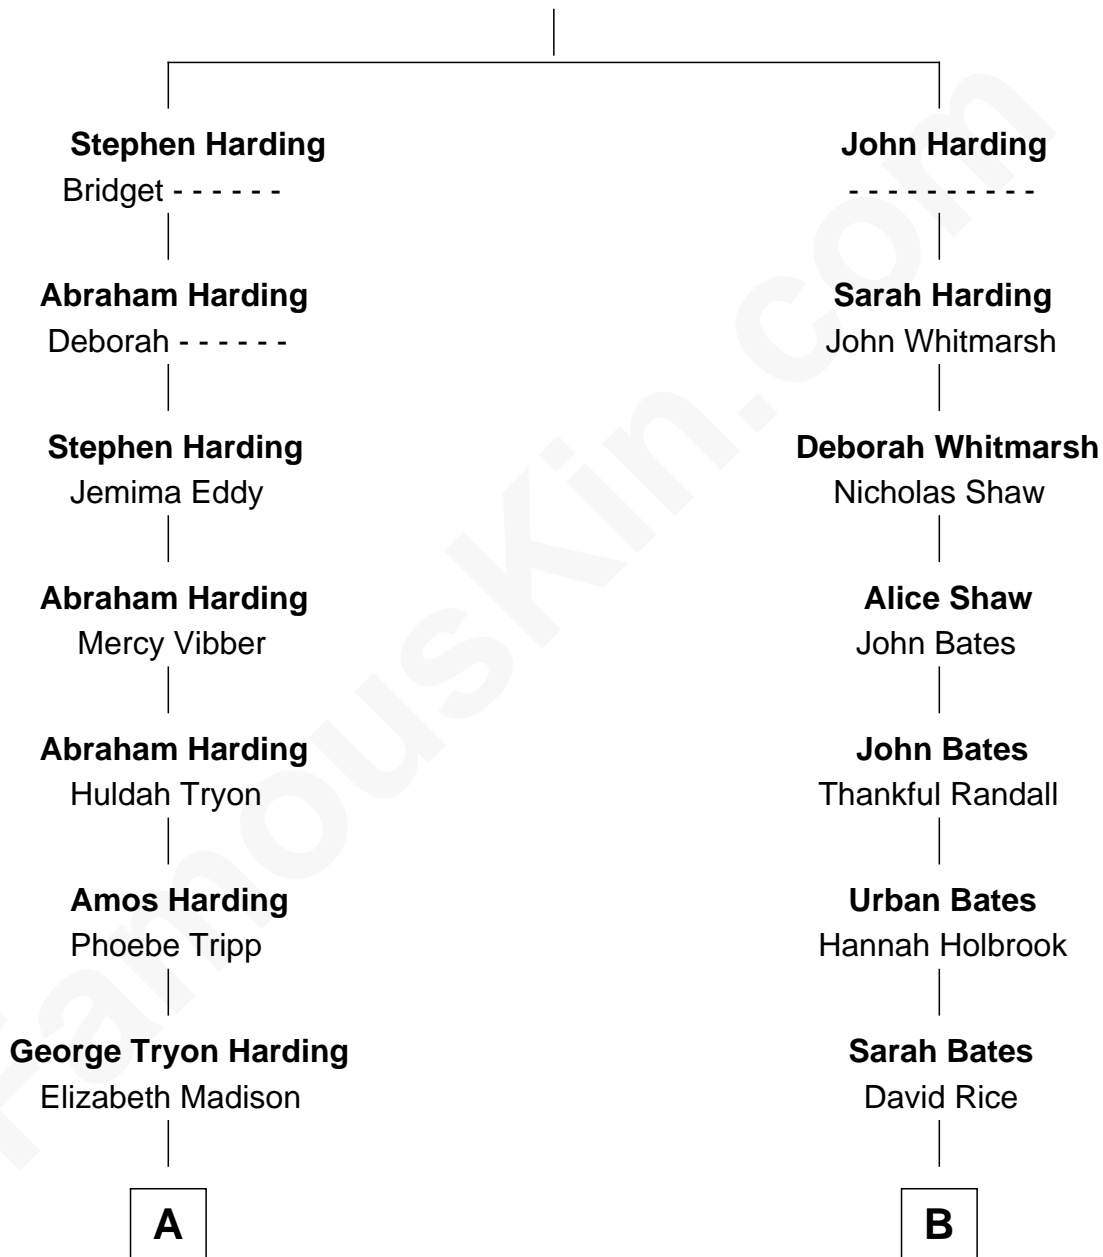 Stephen Harding
Bridget - - - - - -
John Harding
- - - - - - - - - -
Abraham Harding
Deborah - - - - - -
Sarah Harding
John Whitmarsh
Stephen Harding
Jemima Eddy
Deborah Whitmarsh
Nicholas Shaw
Abraham Harding
Mercy Vibber
Alice Shaw
John Bates
Abraham Harding
Huldah Tryon
John Bates
Thankful Randall
Amos Harding
Phoebe Tripp
Urban Bates
Hannah Holbrook
George Tryon Harding
Elizabeth Madison
Sarah Bates
David Rice
A
B
FamousKin.com